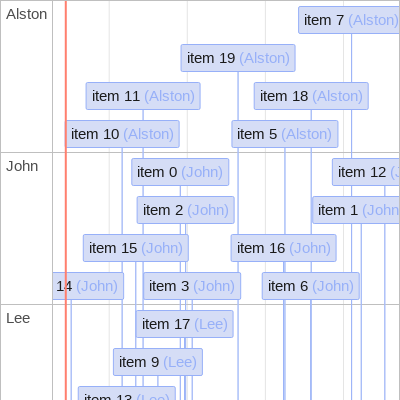 Alston
item 7 (Alston)
item 19 (Alston)
item 11 (Alston)
item 18 (Alston)
item 10 (Alston)
item 5 (Alston)
John
item 0 (John)
item 12 (J
item 2 (John)
item 1 (John
item 15 (John)
item 16 (John)
14 (John)
item 3 (John)
item 6 (John)
Lee
item 17 (Lee)
item 9 (Lee)
item 13 (Lee)